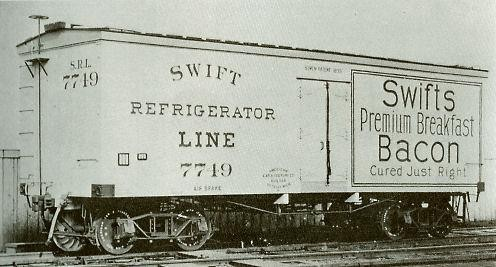 S.R.L.
7749
SWIFT
REFRIGERATOR
LINE
7749
AIR BRAKE
Swifts
Premium Breakfast
Bacon
Cured Just Right